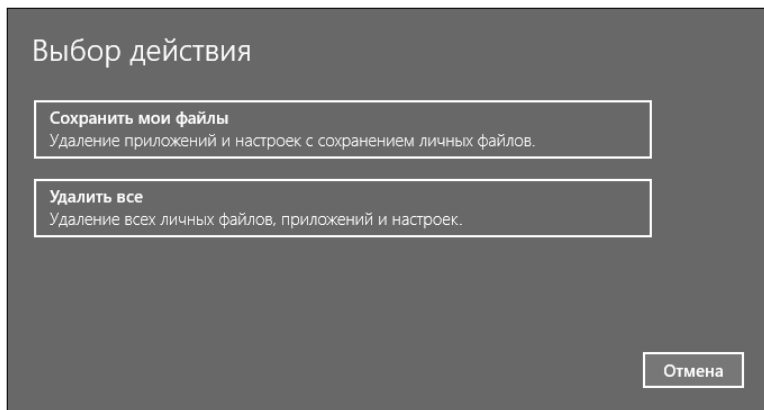 Выбор действия
Сохранить мои файлы
Удаление приложений и настроек с сохранением личных файлов.
Удалить все
Удаление всех личных файлов, приложений и настроек.
Отмена